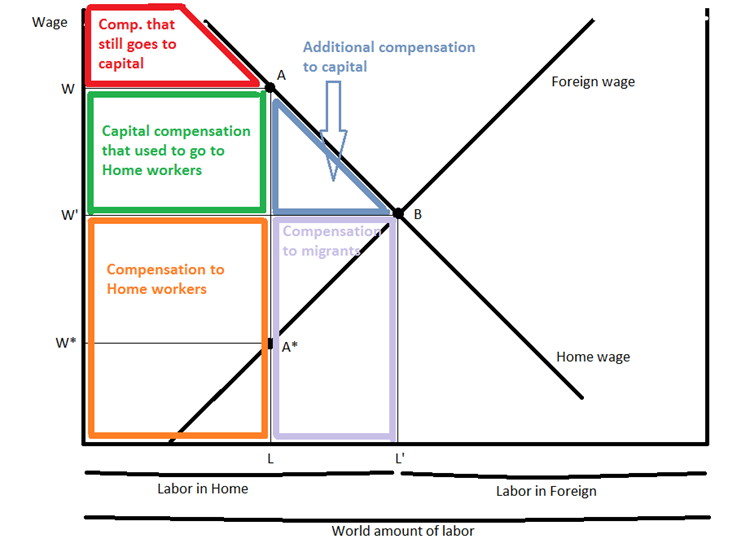 Wage
Comp. that
still goes to
capital
Additional compensation
to capital
A
Foreign wage
W
Capital compensation
that used to go to
Home workers
W'
B
Compensation
to migrants
Compensation to
Home workers
W*
A*
Home wage
L
L'
Labor in Home
Labor in Foreign
World amount of labor